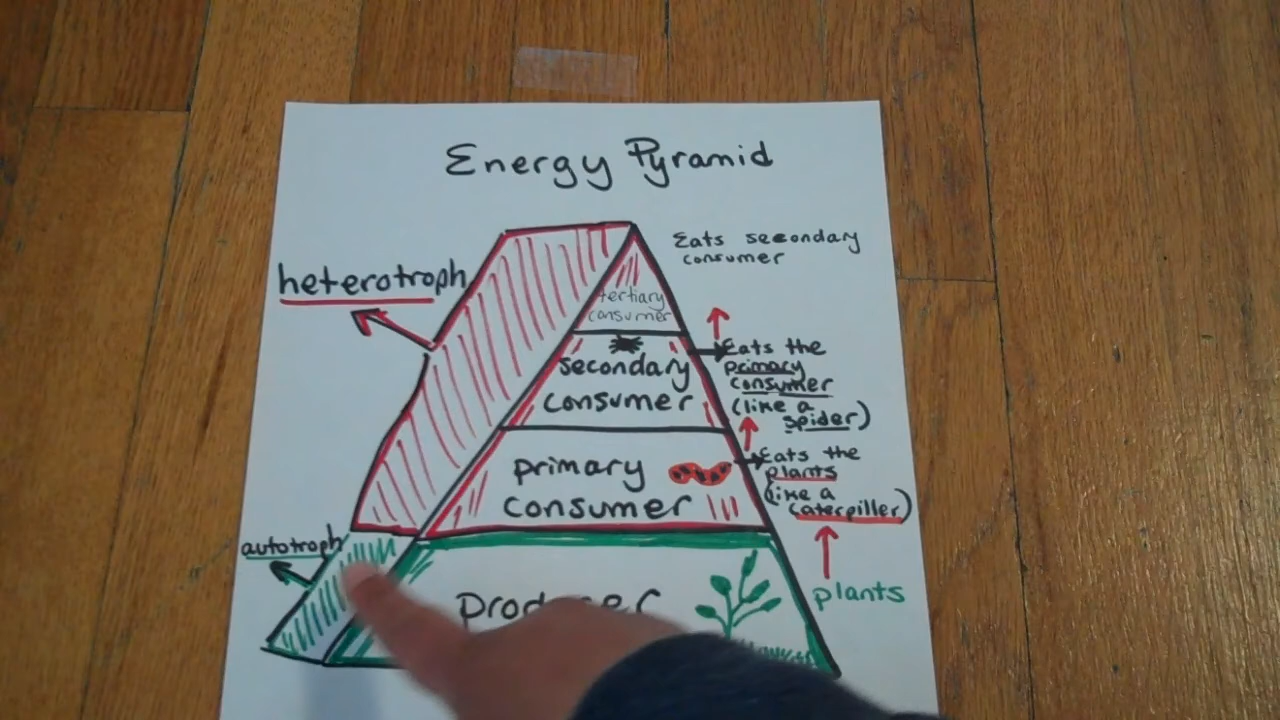 Energy Pyramid
Eats secondary
consumer
heterotroph
tertiary
consumer
Eats the
primary
consumer
(like a
spider)
secondary
consumer
Eats the
plants
(like a
caterpiller)
primary
consumer
autotroph
plants